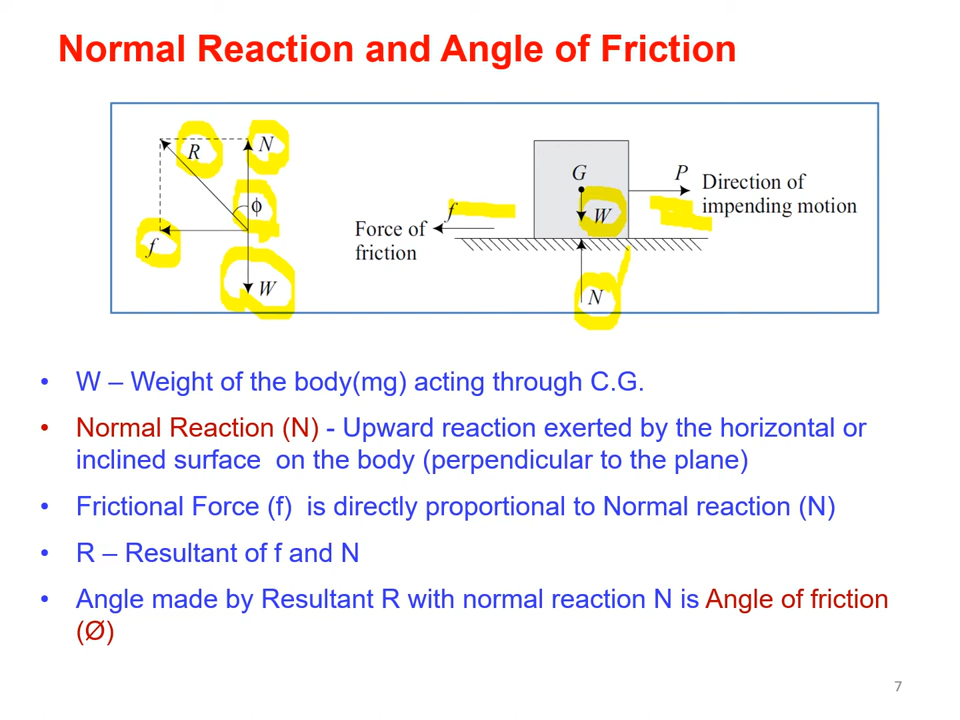 Normal Reaction and Angle of Friction
R
N
ϕ
f
W
G
P
W
f
N
Force of
friction
Direction of
impending motion
• W – Weight of the body(mg) acting through C.G.
• Normal Reaction (N) - Upward reaction exerted by the horizontal or
inclined surface on the body (perpendicular to the plane)
• Frictional Force (f) is directly proportional to Normal reaction (N)
• R – Resultant of f and N
• Angle made by Resultant R with normal reaction N is Angle of friction
(Ø)
7